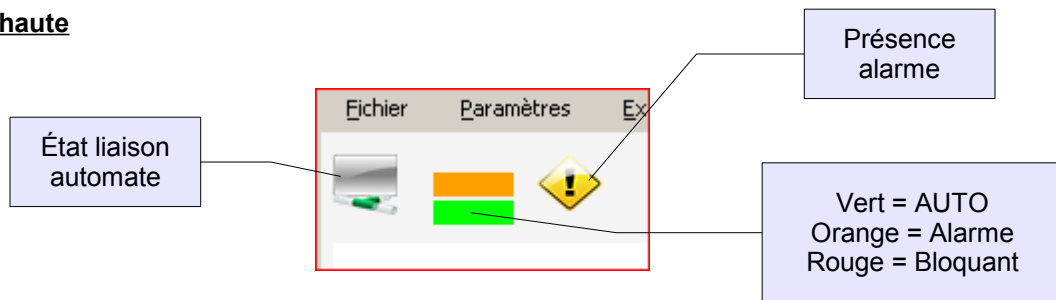 haute
Présence
alarme
Fichier Paramètres Ex
État liaison
automate
Vert = AUTO
Orange = Alarme
Rouge = Bloquant